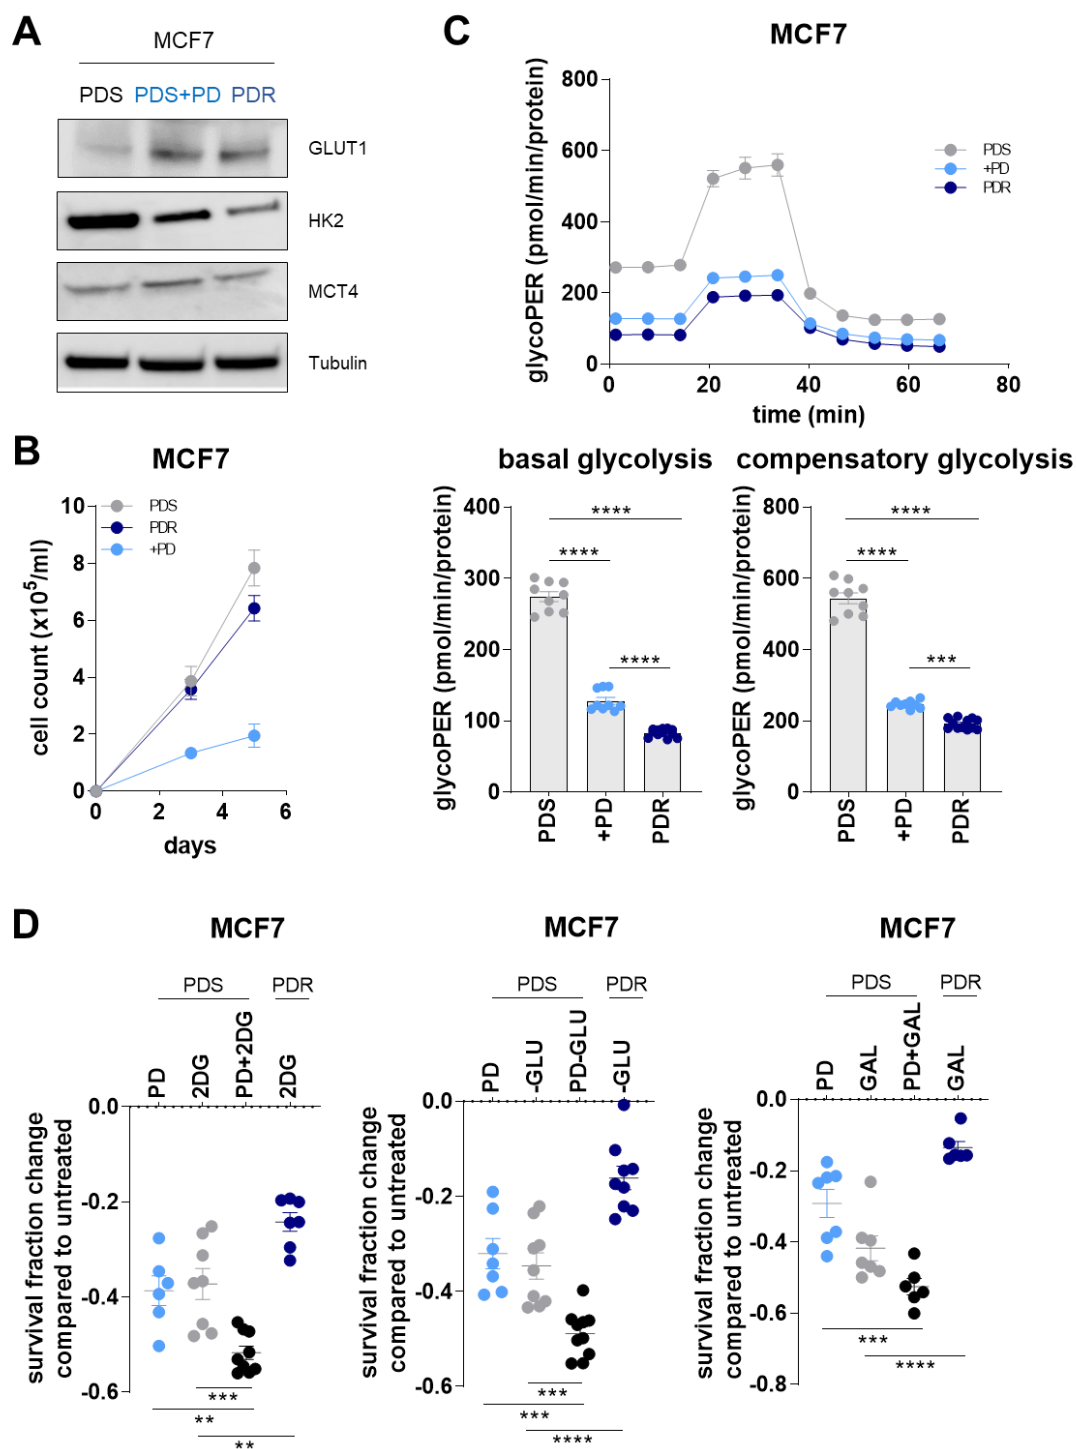 A
MCF7
PDS PDS+PD PDR
GLUT1
HK2
MCT4
Tubulin
B
MCF7
10
8
6
4
2
0
0 2 4 6
PDS
PDR
+PD
cell count (x10⁵/ml)
days
C
MCF7
800
600
400
200
0
0 20 40 60 80
PDS
+PD
PDR
glycoPER (pmol/min/protein)
time (min)
basal glycolysis
400
300
200
100
0
glycoPER (pmol/min/protein)
****
****
****
PDS +PD PDR
compensatory glycolysis
800
600
400
200
0
glycoPER (pmol/min/protein)
****
****
***
PDS +PD PDR
D
MCF7
PDS PDR
PD 2DG PD+2DG 2DG
0.0
-0.2
-0.4
-0.6
survival fraction change
compared to untreated
***
**
**
MCF7
PDS PDR
PD -GLU PD-GLU -GLU
0.0
-0.2
-0.4
-0.6
survival fraction change
compared to untreated
***
***
****
MCF7
PDS PDR
PD GAL PD+GAL GAL
0.0
-0.2
-0.4
-0.6
-0.8
survival fraction change
compared to untreated
***
****